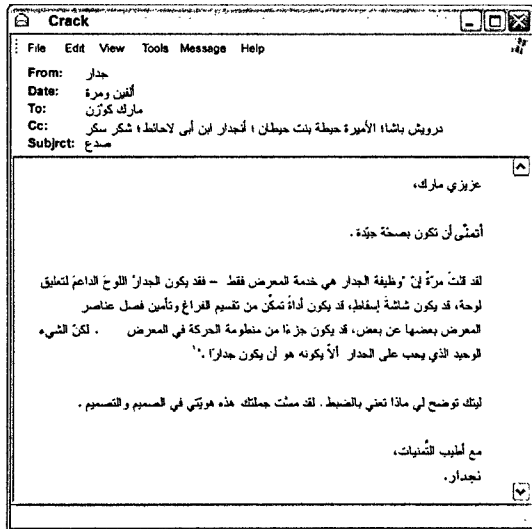 Crack
File Edit View Tools Message Help
From: جدار
Date: ألفين ومرة
To: مارك كوزن
Cc: درويش باشا؛ الأميرة حيطة بنت حيطان ؛ أنجدار ابن أبى لاحائط ؛ شكر سكر
Subjrct: صدع
عزيزي مارك،
أتمنّى أن تكون بصحّة جيّدة .
لقد قلتَ مرّةً إنّ "وظيفة الجدار هي خدمة المعرض فقط – فقد يكون الجدارُ اللوحَ الداعمَ لتعليق
لوحة، قد يكون شاشةَ إسقاطٍ، قد يكون أداةً تمكّن من تقسيم الفراغ وتأمين فصل عناصر
المعرض بعضها عن بعض، قد يكون جزءًا من منظومة الحركة في المعرض . لكنّ الشيء
الوحيد الذي يجب على الجدار ألاّ يكونه هو أن يكون جدارًا ."١
ليتك توضح لي ماذا تعني بالضبط . لقد مسّت جملتك هذه هويّتي في الصميم والتصميم .
مع أطيب التّمنيات،
نجدار .